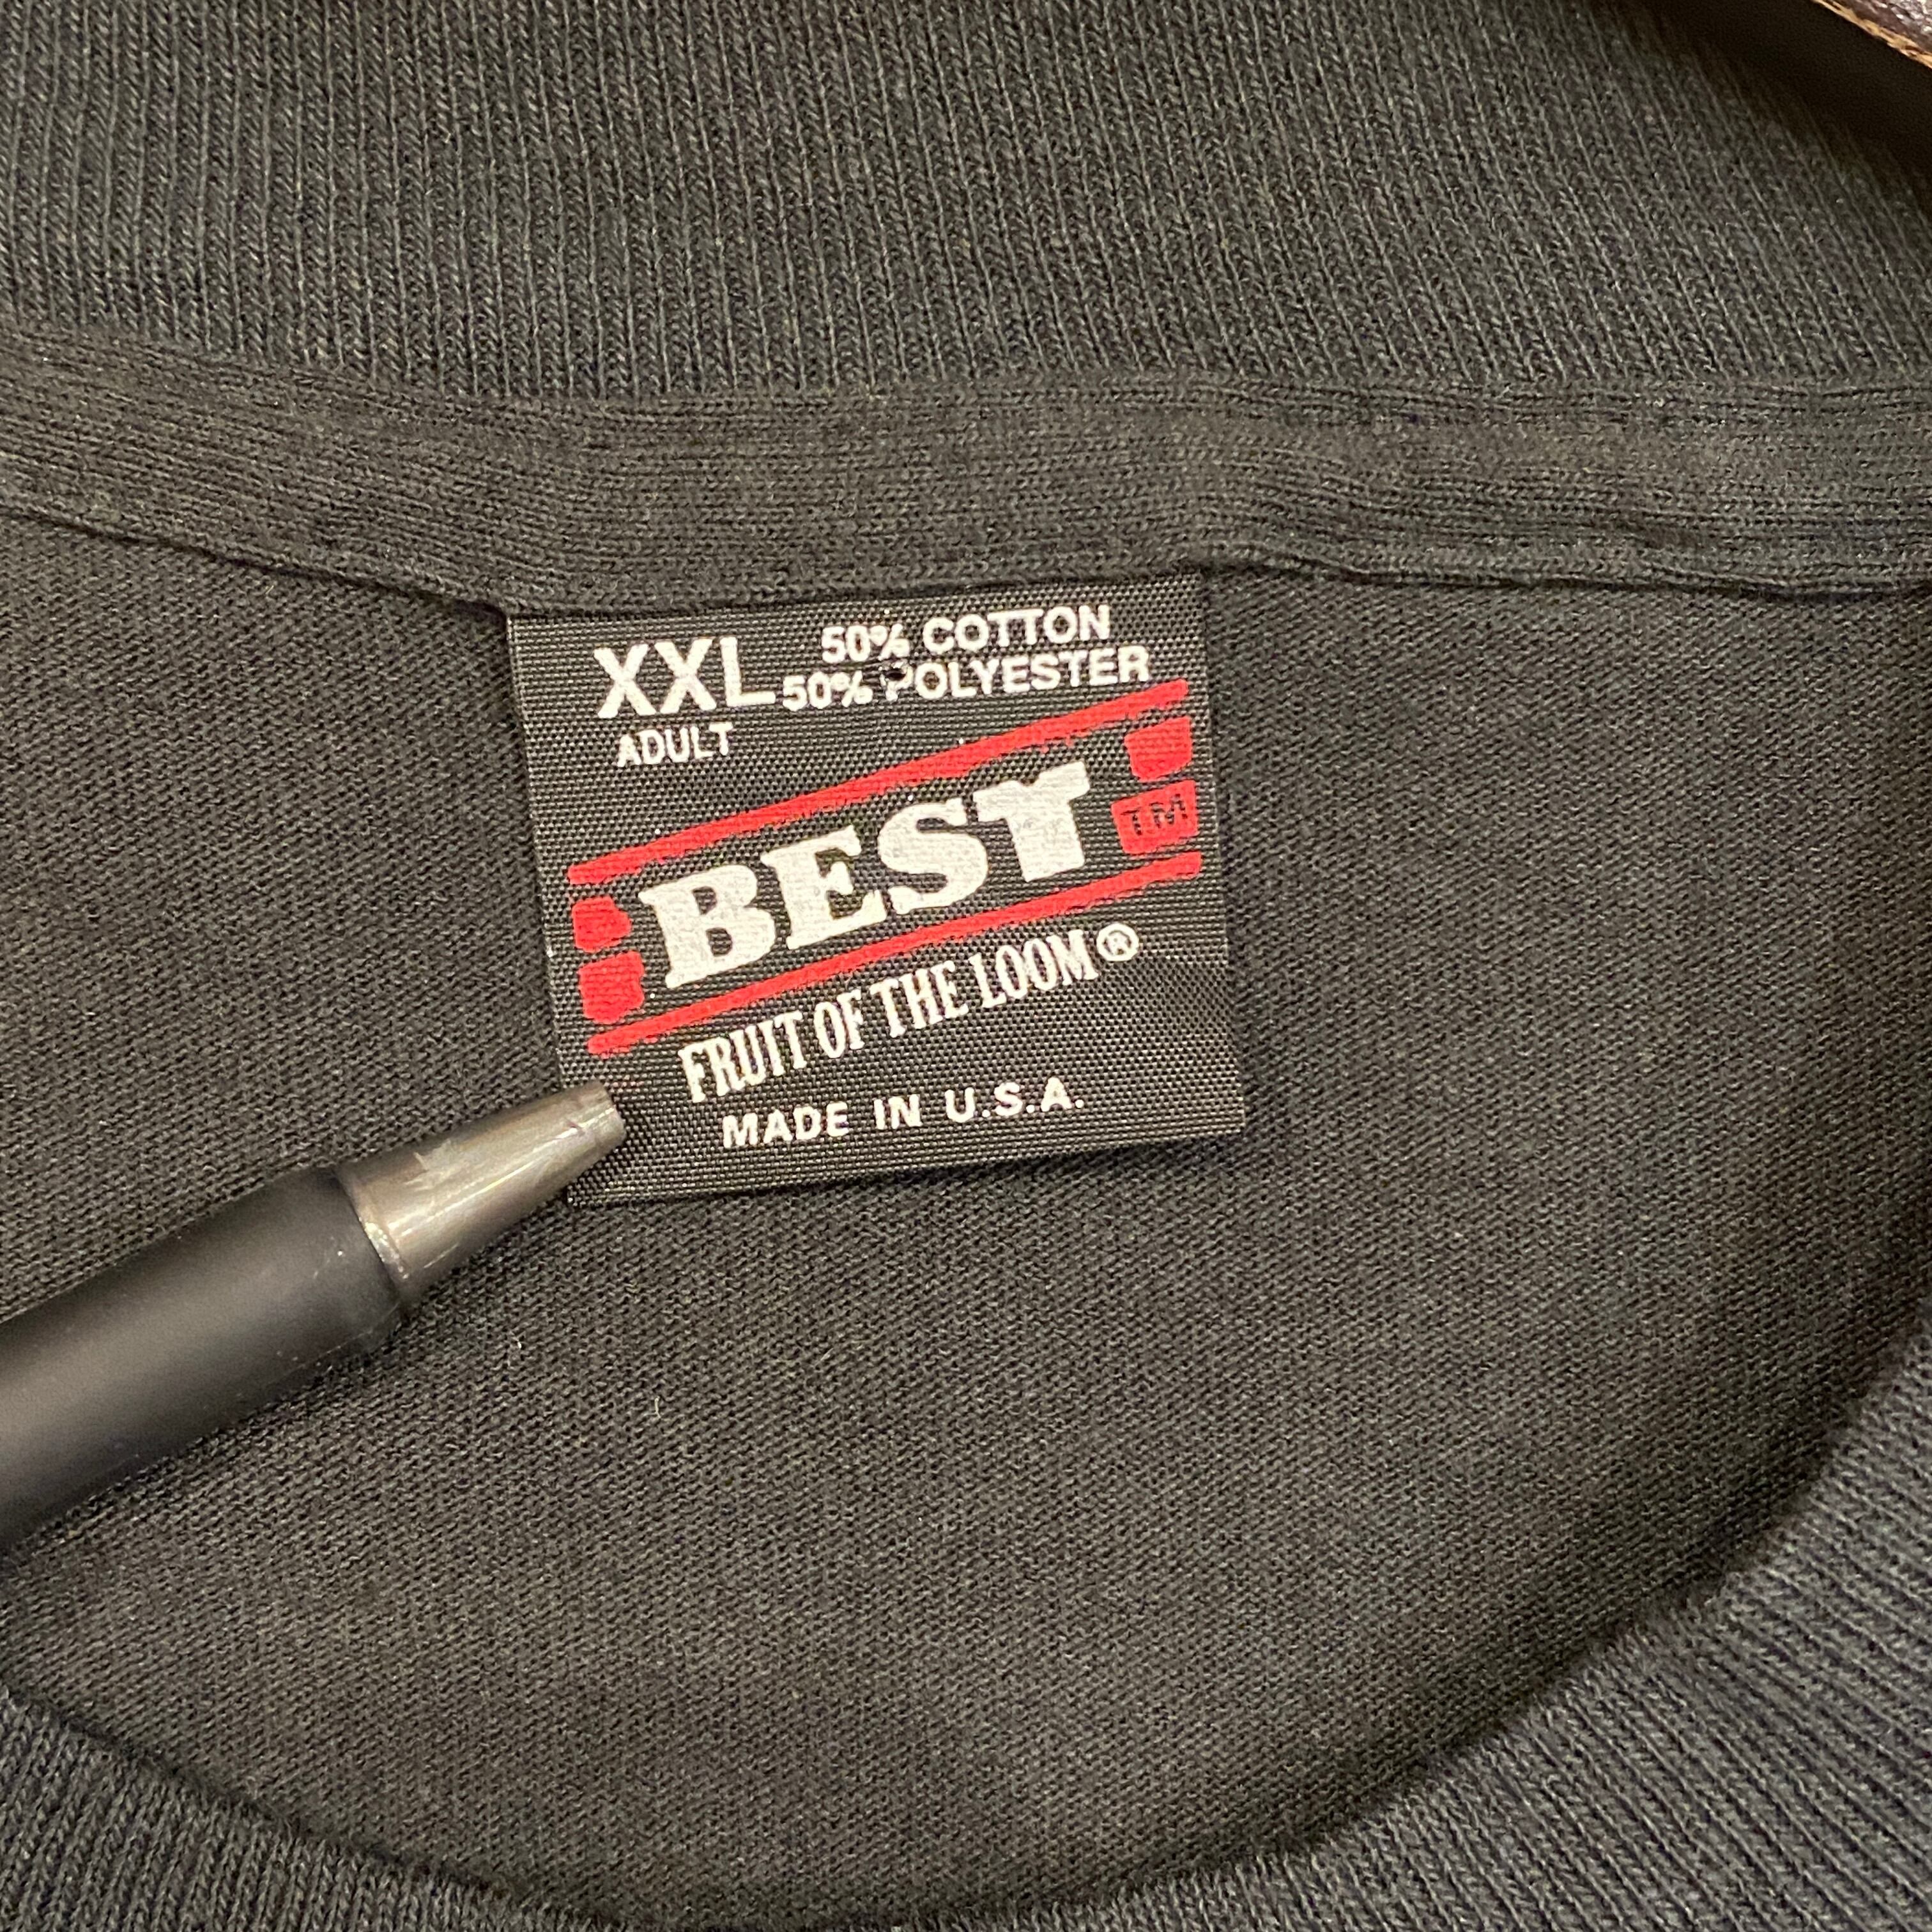 XXL 50% COTTON
50% POLYESTER
ADULT
BEST TM
FRUIT OF THE LOOM®
MADE IN U.S.A.